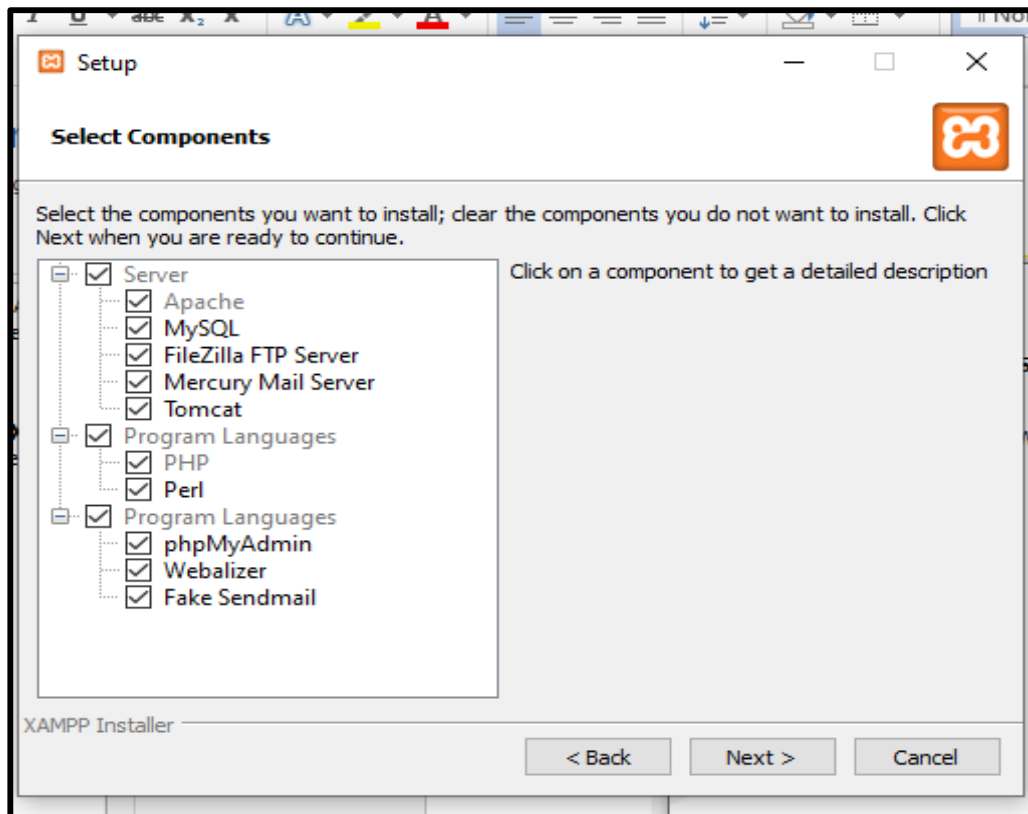 Setup
Select Components
Select the components you want to install; clear the components you do not want to install. Click
Next when you are ready to continue.
Server
Apache
MySQL
FileZilla FTP Server
Mercury Mail Server
Tomcat
Program Languages
PHP
Perl
Program Languages
phpMyAdmin
Webalizer
Fake Sendmail
Click on a component to get a detailed description
XAMPP Installer
< Back
Next >
Cancel